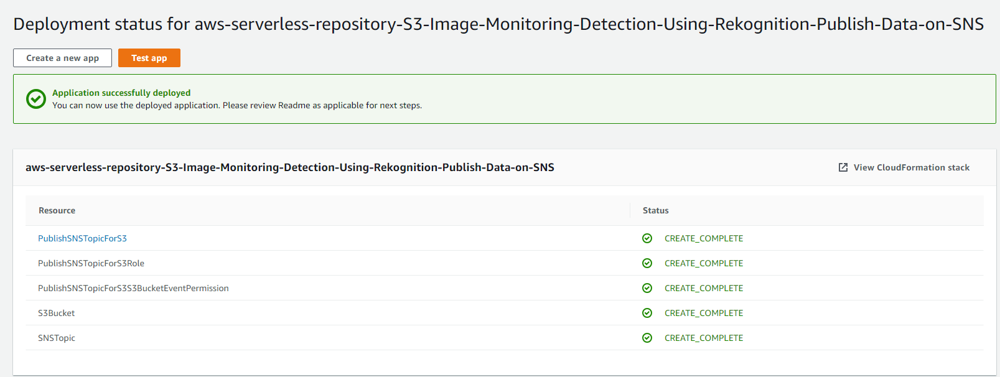 Deployment status for aws-serverless-repository-S3-Image-Monitoring-Detection-Using-Rekognition-Publish-Data-on-SNS
Create a new app Test app
Application successfully deployed
You can now use the deployed application. Please review Readme as applicable for next steps.
aws-serverless-repository-S3-Image-Monitoring-Detection-Using-Rekognition-Publish-Data-on-SNS View CloudFormation stack
Resource Status
PublishSNSTopicForS3 CREATE_COMPLETE
PublishSNSTopicForS3Role CREATE_COMPLETE
PublishSNSTopicForS3S3BucketEventPermission CREATE_COMPLETE
S3Bucket CREATE_COMPLETE
SNSTopic CREATE_COMPLETE